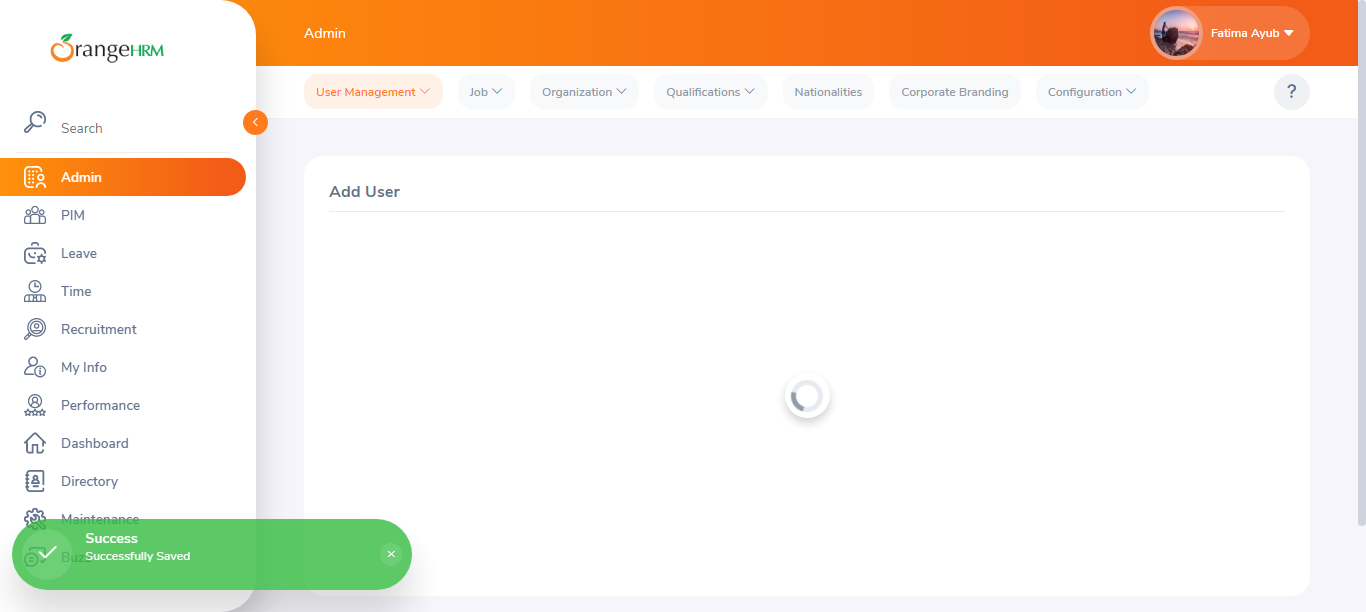 OrangeHRM
Admin
Fatima Ayub
User Management
Job
Organization
Qualifications
Nationalities
Corporate Branding
Configuration
?
Search
Admin
PIM
Leave
Time
Recruitment
My Info
Performance
Dashboard
Directory
Maintenance
Buzz
Add User
Success
Successfully Saved